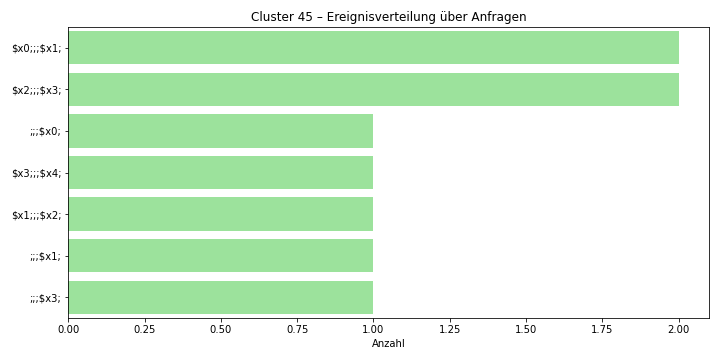 Cluster 45 – Ereignisverteilung über Anfragen
$x0;;;$x1;
$x2;;;$x3;
;;;$x0;
$x3;;;$x4;
$x1;;;$x2;
;;;$x1;
;;;$x3;
0.00 0.25 0.50 0.75 1.00 1.25 1.50 1.75 2.00
Anzahl